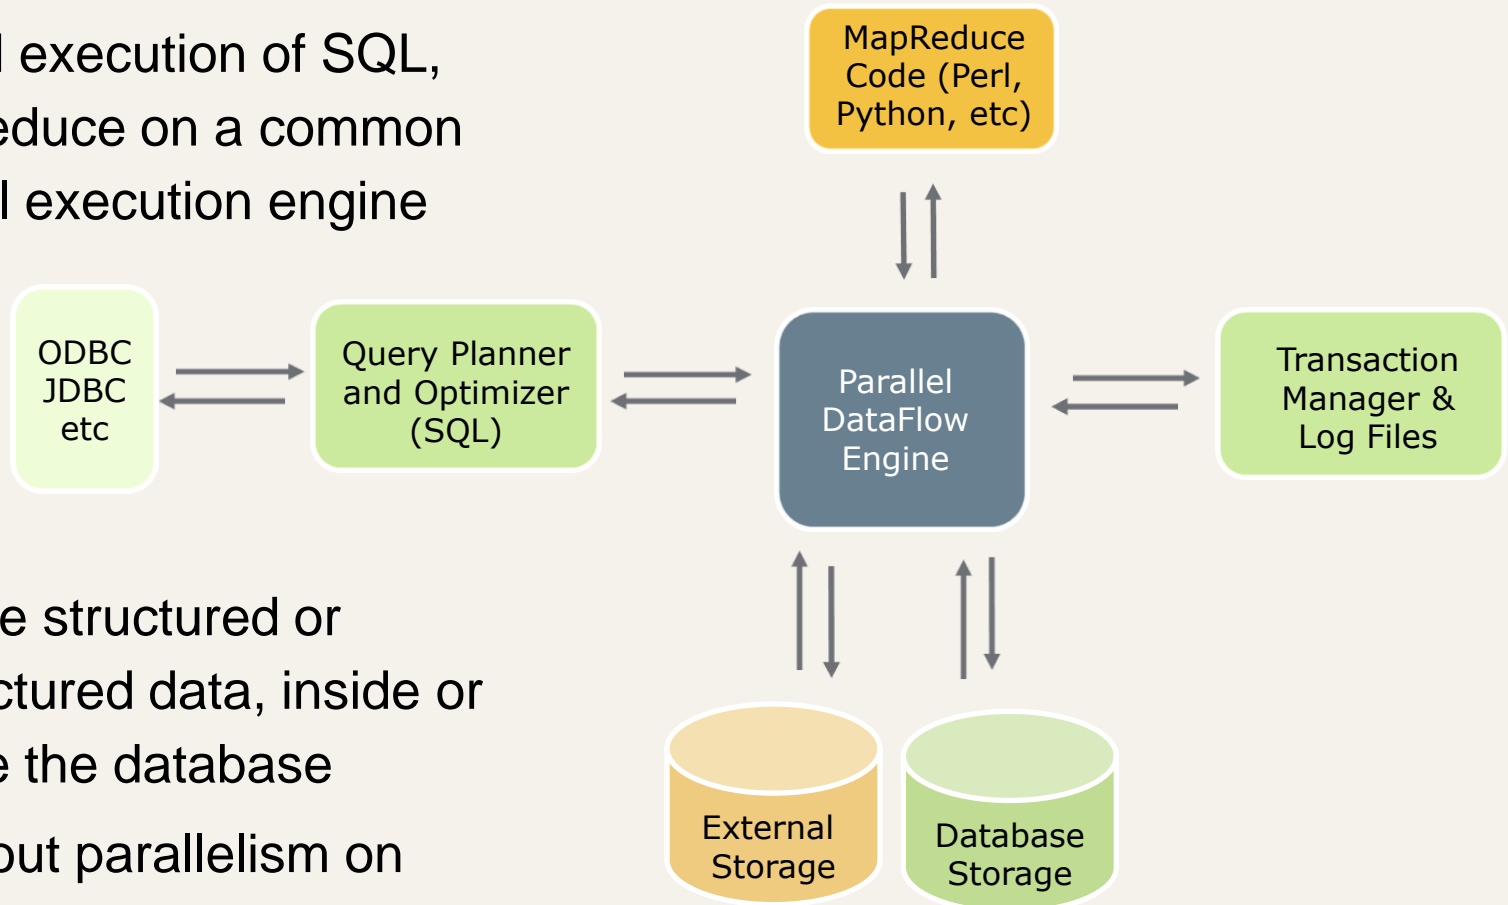 l execution of SQL,
educe on a common
l execution engine
MapReduce
Code (Perl,
Python, etc)
ODBC
JDBC
etc
Query Planner
and Optimizer
(SQL)
Parallel
DataFlow
Engine
Transaction
Manager &
Log Files
e structured or
ctured data, inside or
e the database
out parallelism on
External
Storage
Database
Storage